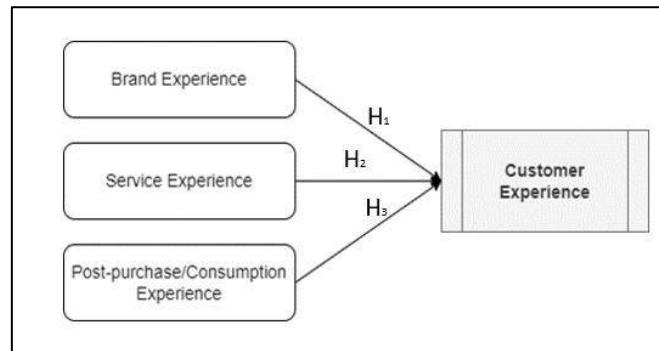 Brand Experience
H₁
Service Experience
H₂
Customer
Experience
Post-purchase/Consumption
Experience
H₃